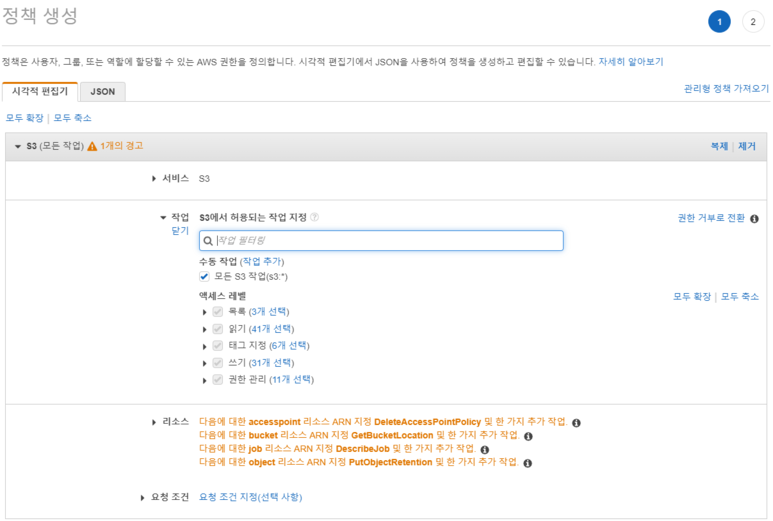 정책 생성
1 2
정책은 사용자, 그룹, 또는 역할에 할당할 수 있는 AWS 권한을 정의합니다. 시각적 편집기에서 JSON을 사용하여 정책을 생성하고 편집할 수 있습니다. 자세히 알아보기
시각적 편집기 JSON 관리형 정책 가져오기
모두 확장 | 모두 축소
S3 (모든 작업) 1개의 경고 복제 | 제거
서비스 S3
작업 S3에서 허용되는 작업 지정 ? 권한 거부로 전환
닫기
작업 필터링
수동 작업 (작업 추가)
모든 S3 작업(s3:*)
액세스 레벨 모두 확장 | 모두 축소
목록 (3개 선택)
읽기 (41개 선택)
태그 지정 (6개 선택)
쓰기 (31개 선택)
권한 관리 (11개 선택)
리소스 다음에 대한 accesspoint 리소스 ARN 지정 DeleteAccessPointPolicy 및 한 가지 추가 작업.
다음에 대한 bucket 리소스 ARN 지정 GetBucketLocation 및 한 가지 추가 작업.
다음에 대한 job 리소스 ARN 지정 DescribeJob 및 한 가지 추가 작업.
다음에 대한 object 리소스 ARN 지정 PutObjectRetention 및 한 가지 추가 작업.
요청 조건 요청 조건 지정(선택 사항)